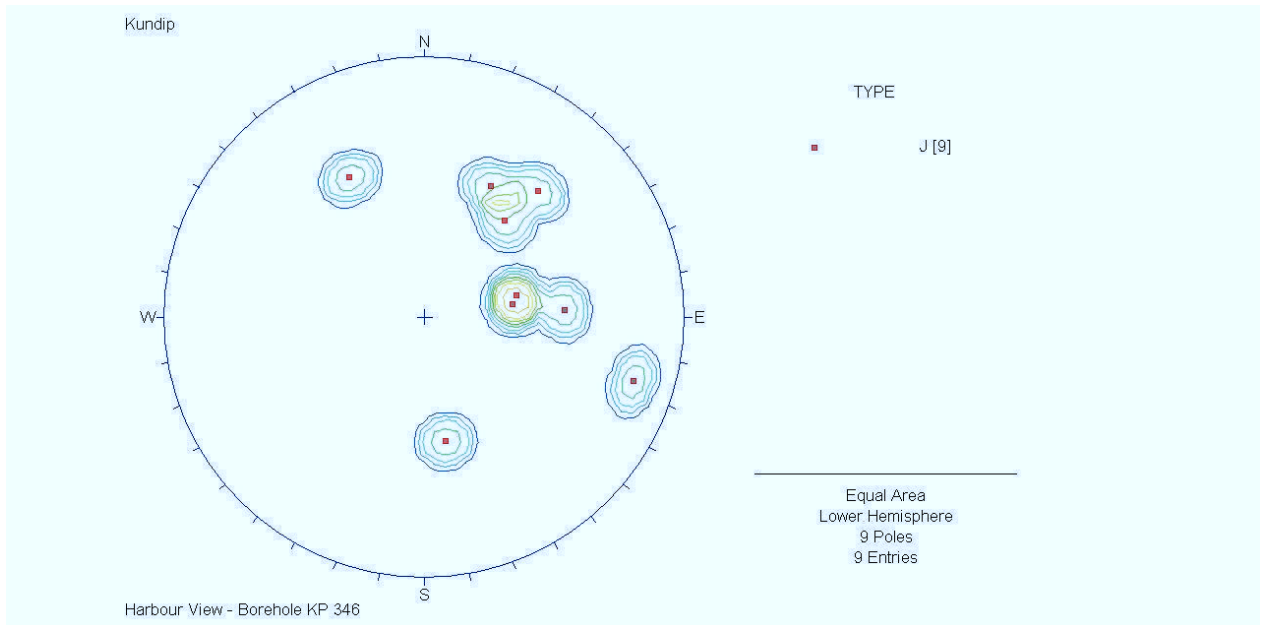 Kundip
N
TYPE
J [9]
W
E
S
Equal Area
Lower Hemisphere
9 Poles
9 Entries
Harbour View - Borehole KP 346